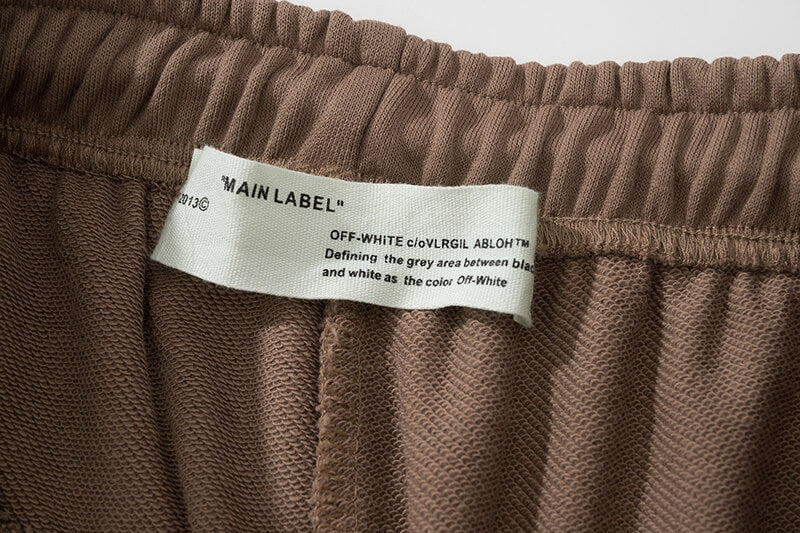 "MAIN LABEL"
2013©
OFF-WHITE c/oVLRGIL ABLOH™
Defining the grey area between blac
and white as the color Off-White